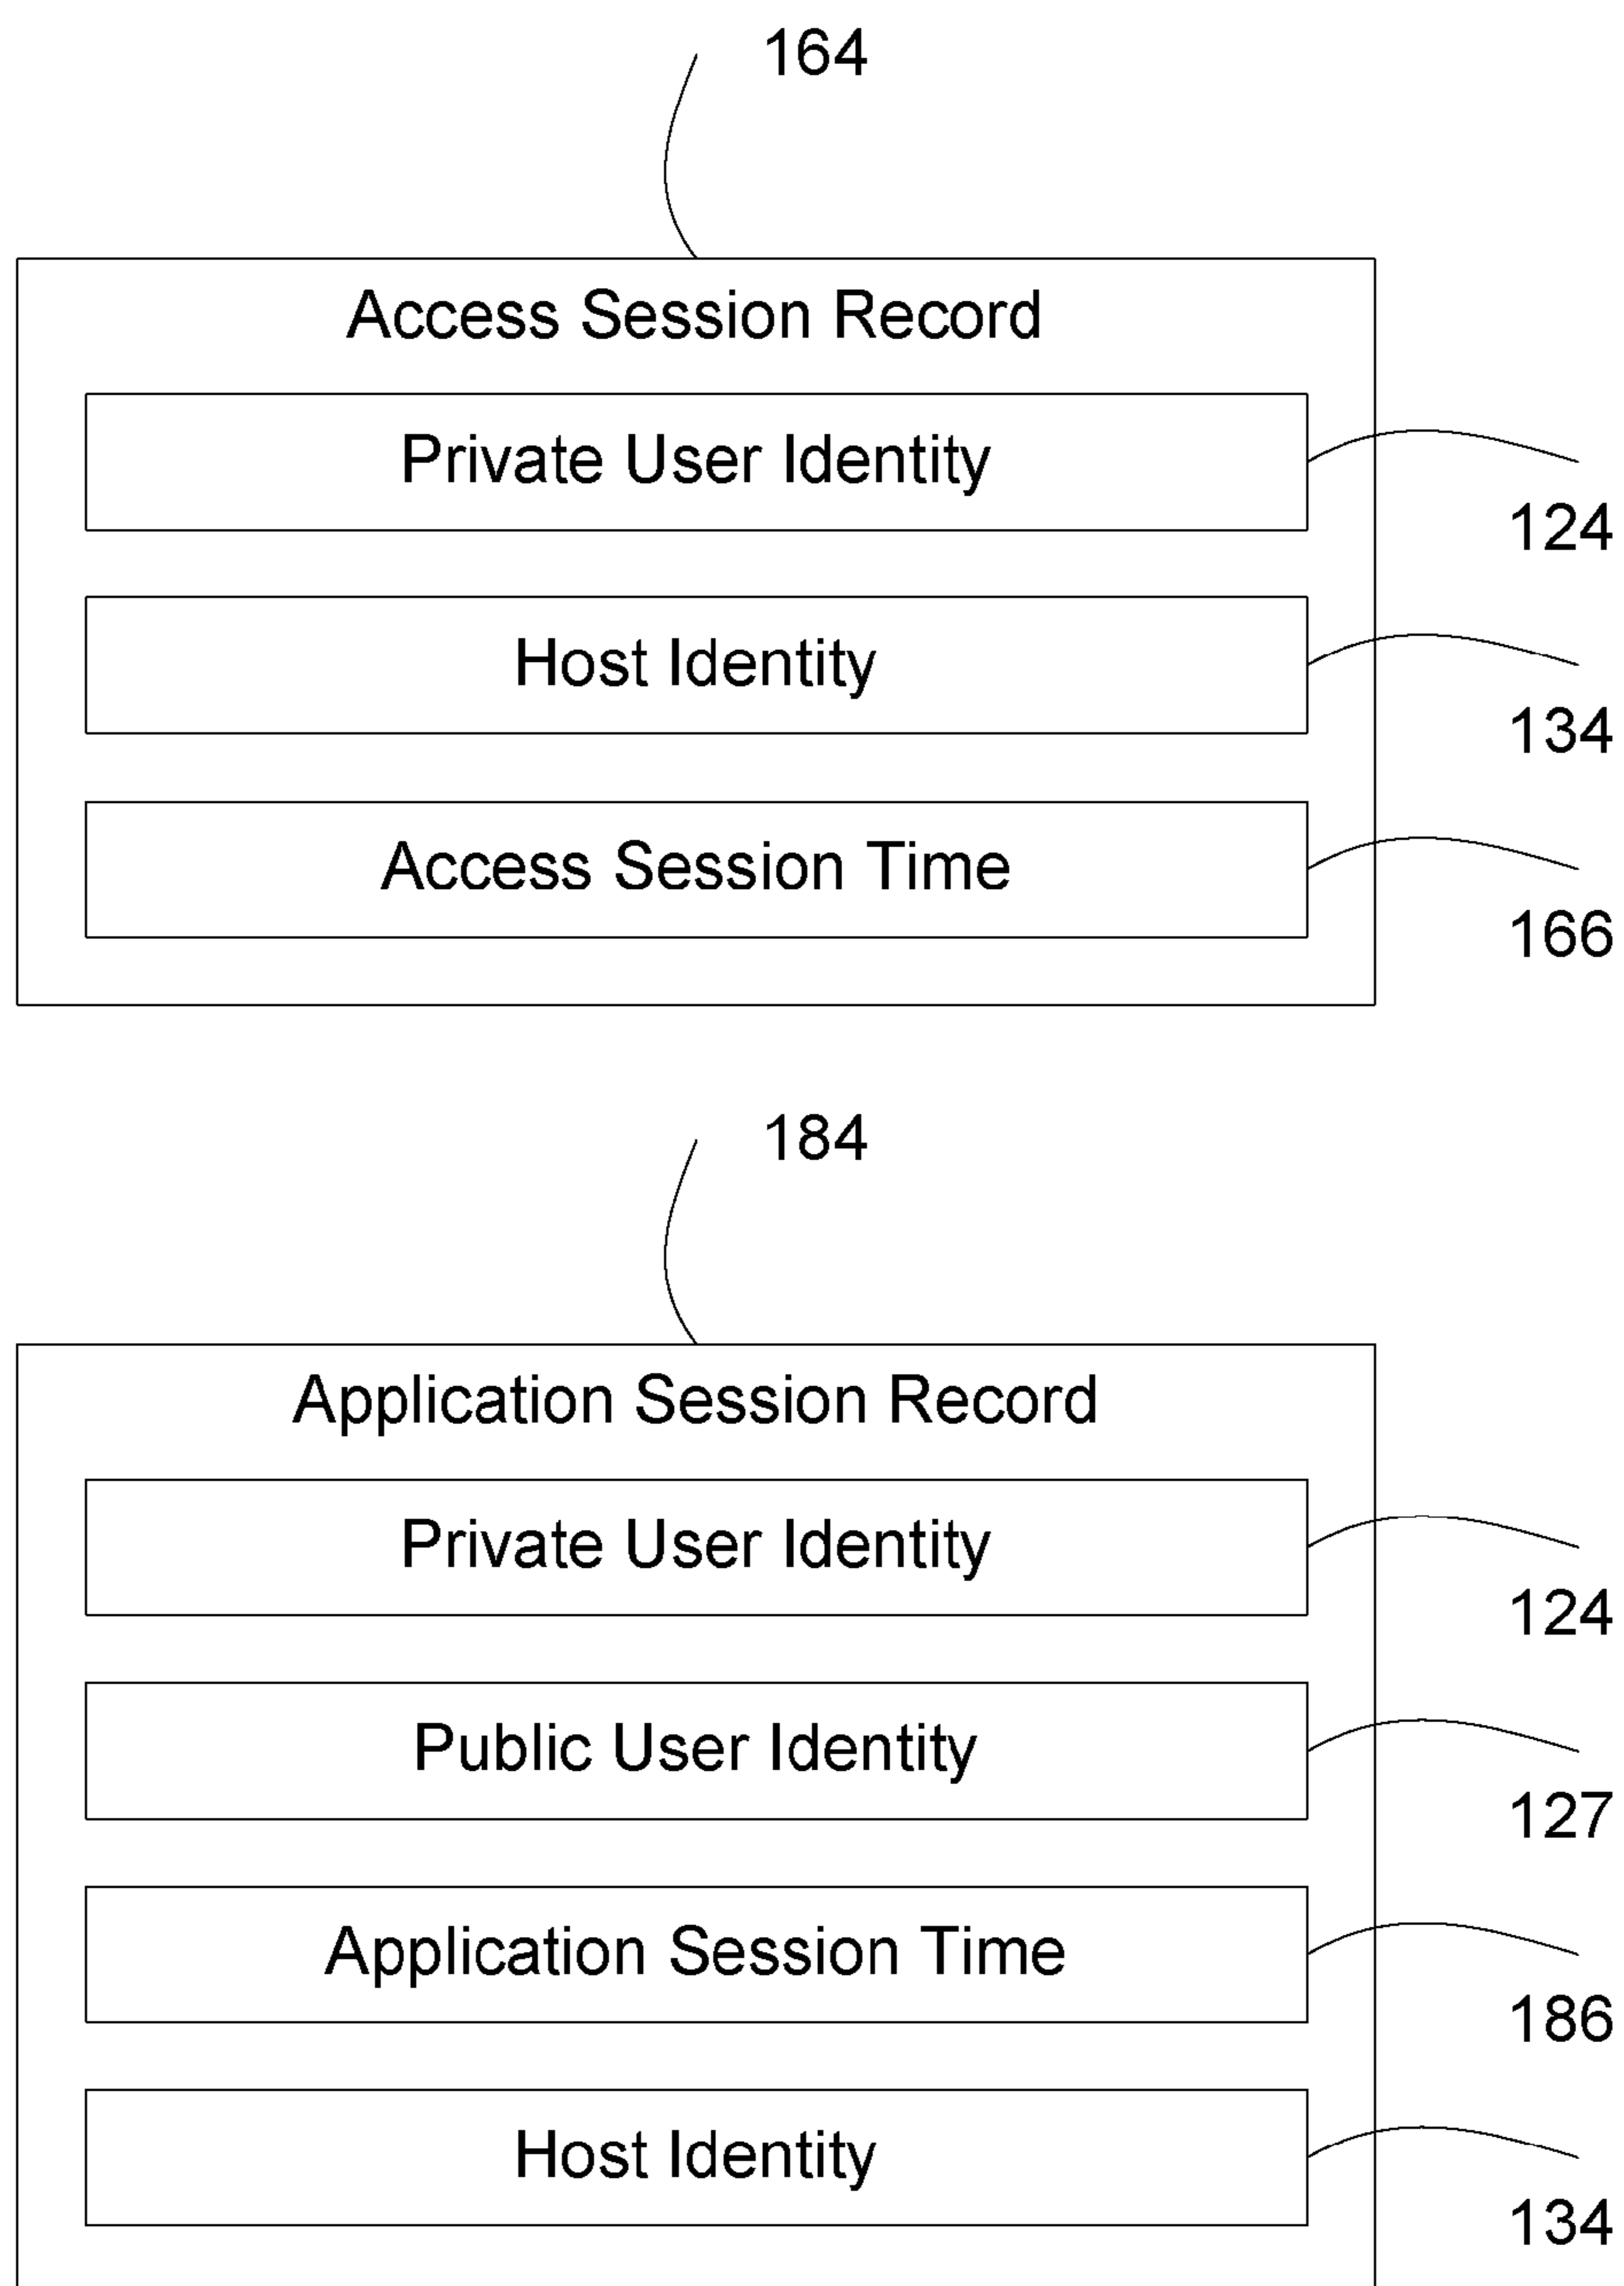 164
Access Session Record
Private User Identity
124
Host Identity
134
Access Session Time
166
184
Application Session Record
Private User Identity
124
Public User Identity
127
Application Session Time
186
Host Identity
134